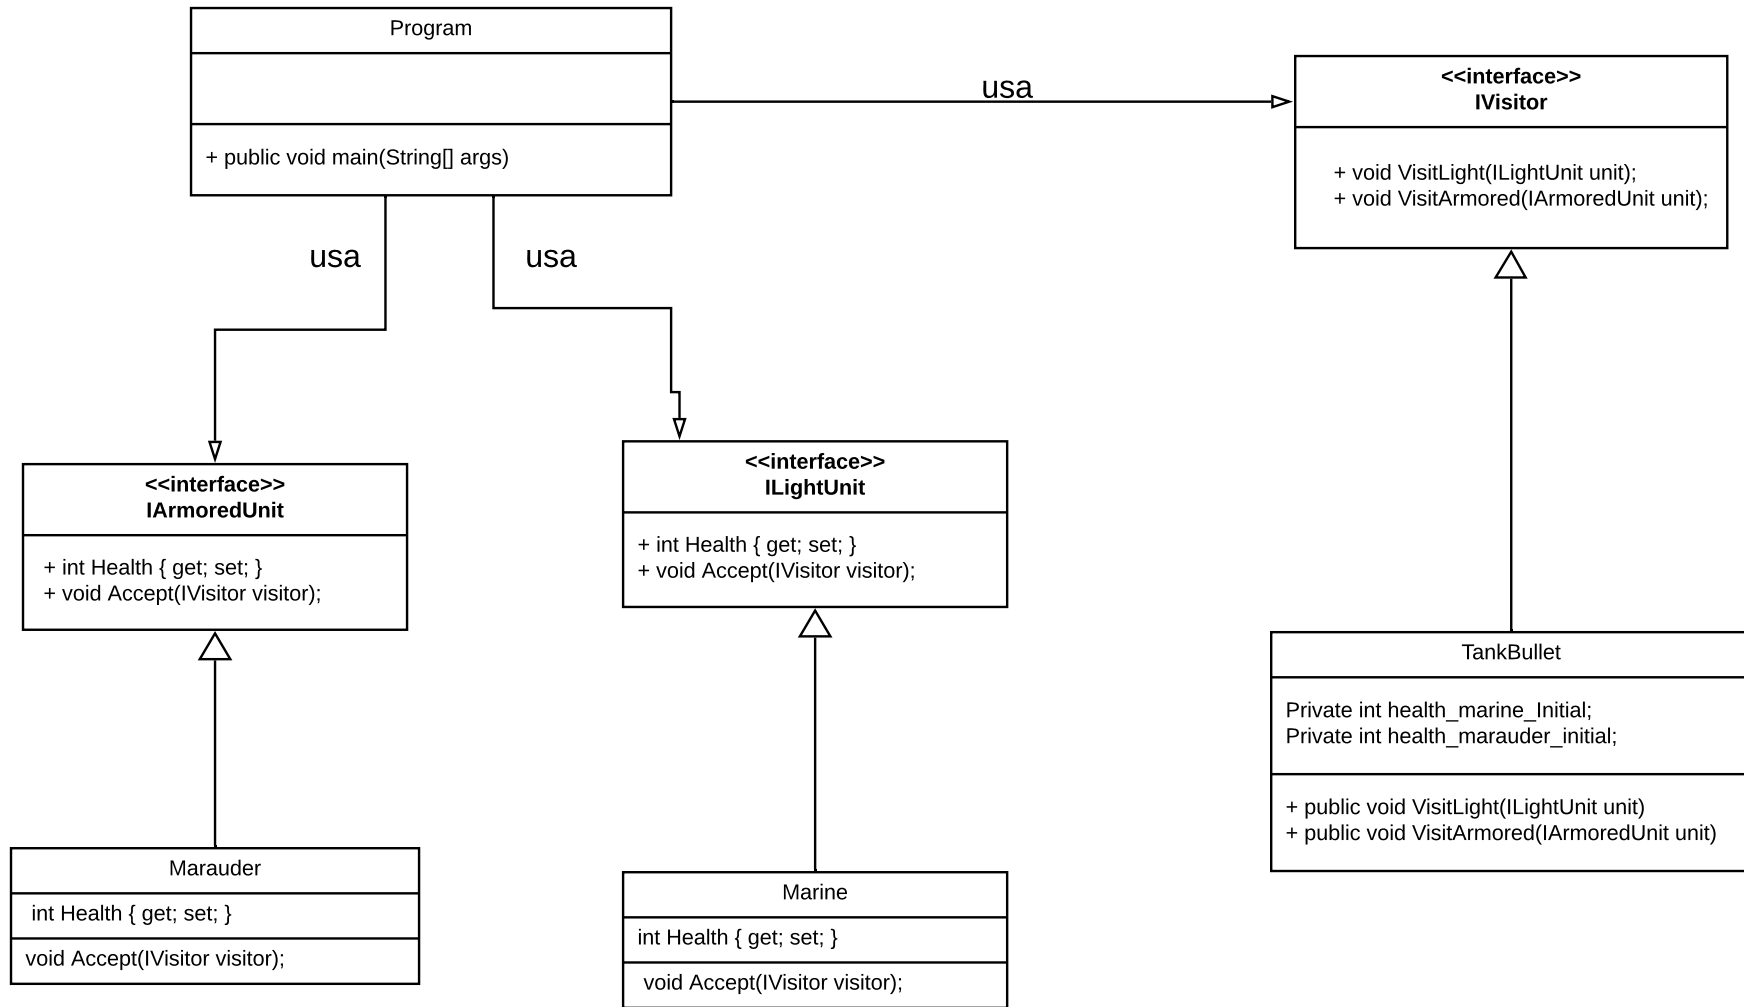 Program
+ public void main(String[] args)
usa
<<interface>>
IVisitor
+ void VisitLight(ILightUnit unit);
+ void VisitArmored(IArmoredUnit unit);
usa
usa
<<interface>>
IArmoredUnit
+ int Health { get; set; }
+ void Accept(IVisitor visitor);
<<interface>>
ILightUnit
+ int Health { get; set; }
+ void Accept(IVisitor visitor);
TankBullet
Private int health_marine_Initial;
Private int health_marauder_initial;
+ public void VisitLight(ILightUnit unit)
+ public void VisitArmored(IArmoredUnit unit)
Marauder
int Health { get; set; }
void Accept(IVisitor visitor);
Marine
int Health { get; set; }
void Accept(IVisitor visitor);